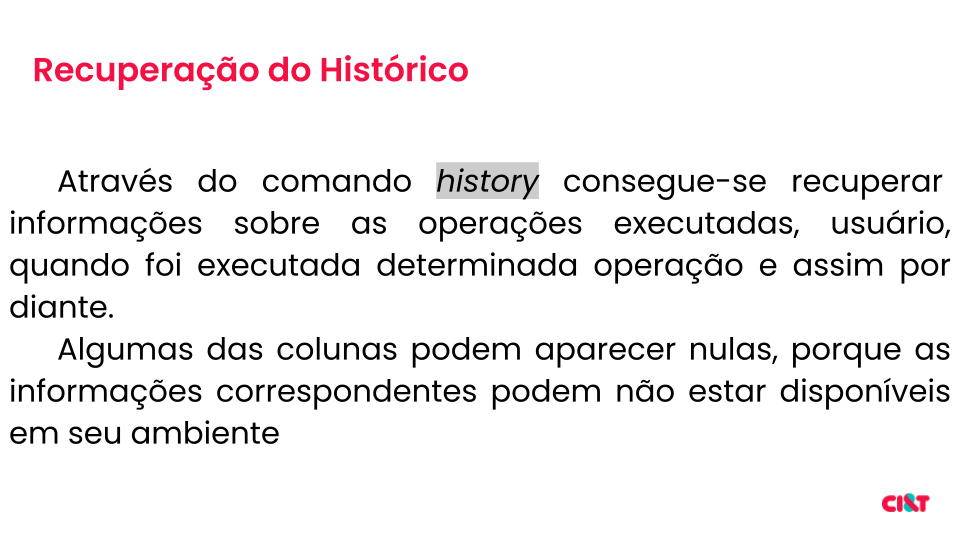 Recuperação do Histórico
Através do comando history consegue-se recuperar
informações sobre as operações executadas, usuário,
quando foi executada determinada operação e assim por
diante.
Algumas das colunas podem aparecer nulas, porque as
informações correspondentes podem não estar disponíveis
em seu ambiente
CI&T